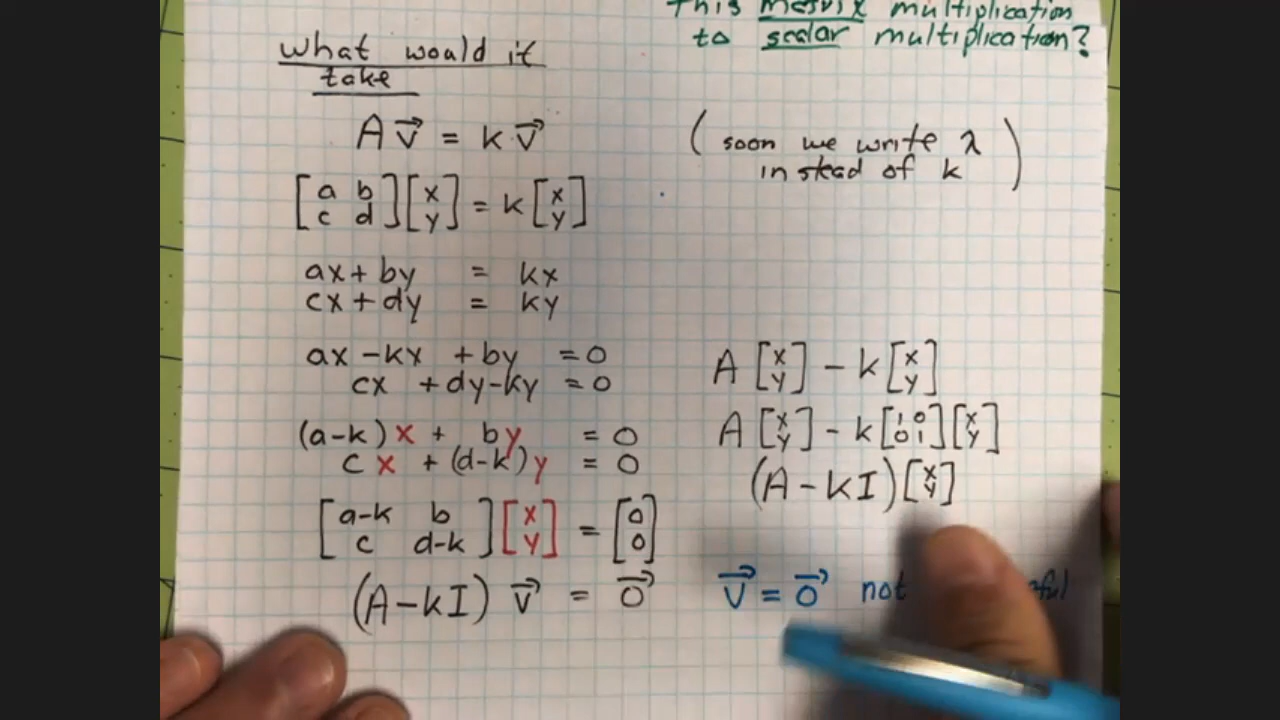 This matrix multiplication
to scalar multiplication?
What would it
take
A v⃗ = k v⃗
( soon we write λ
instead of k )
[a b; c d][x; y] = k[x; y]
ax + by = kx
cx + dy = ky
ax - kx + by = 0
cx + dy - ky = 0
(a-k)x + by = 0
cx + (d-k)y = 0
[a-k b; c d-k][x; y] = [0; 0]
(A - kI) v⃗ = 0⃗
A[x; y] - k[x; y]
A[x; y] - k[1 0; 0 1][x; y]
(A - kI)[x; y]
v⃗ = 0⃗ not